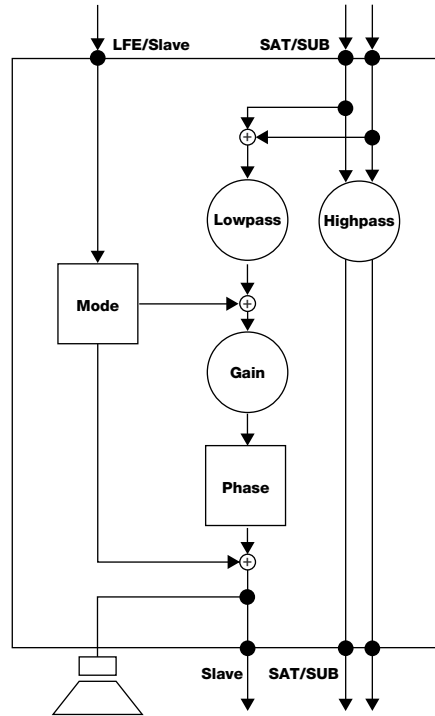 LFE/Slave
SAT/SUB
+
Lowpass
Highpass
Mode
+
Gain
Phase
+
Slave
SAT/SUB